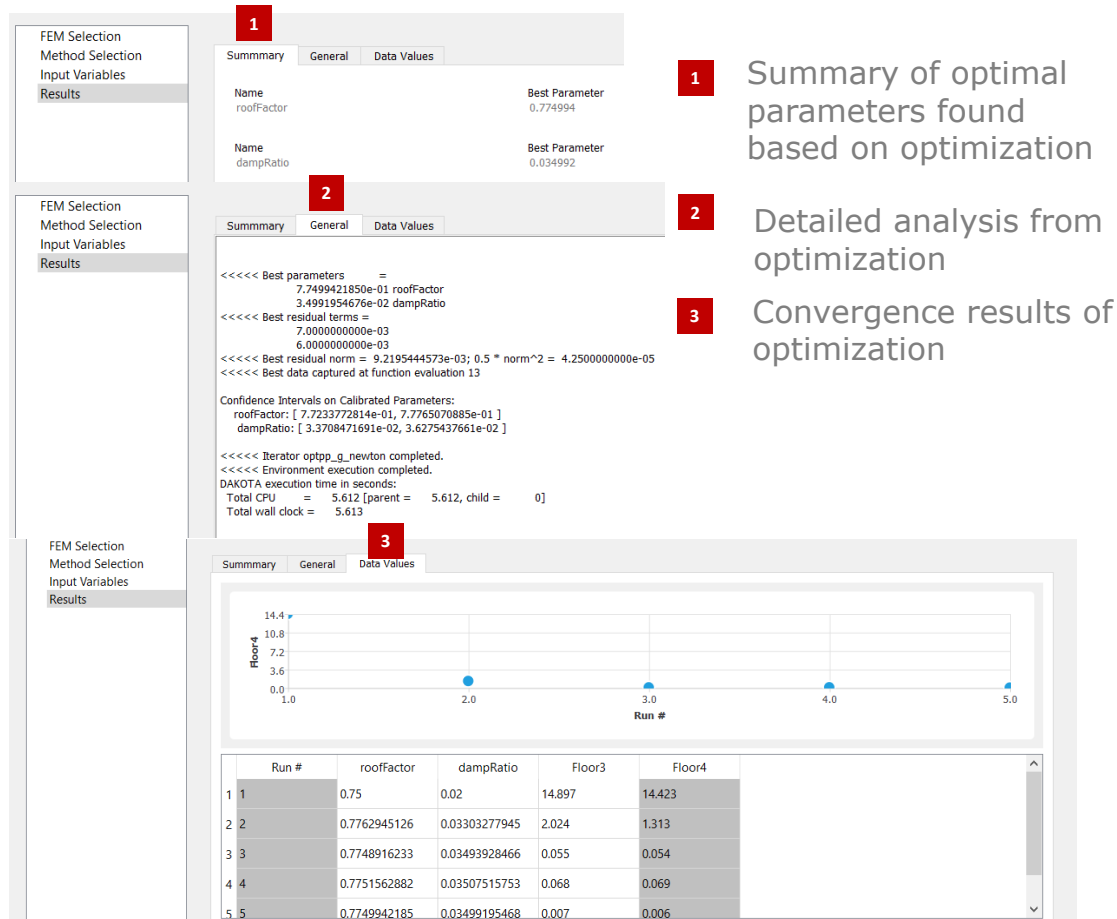 1
FEM Selection
Method Selection
Input Variables
Results
Summmary General Data Values
Name Best Parameter
roofFactor 0.774994
Name Best Parameter
dampRatio 0.034992
1 Summary of optimal
parameters found
based on optimization
2
FEM Selection
Method Selection
Input Variables
Results
Summmary General Data Values
<<<<< Best parameters =
7.7499421850e-01 roofFactor
3.4991954676e-02 dampRatio
<<<<< Best residual terms =
7.0000000000e-03
6.0000000000e-03
<<<<< Best residual norm = 9.2195444573e-03; 0.5 * norm^2 = 4.2500000000e-05
<<<<< Best data captured at function evaluation 13
Confidence Intervals on Calibrated Parameters:
roofFactor: [ 7.7233772814e-01, 7.7765070885e-01 ]
dampRatio: [ 3.3708471691e-02, 3.6275437661e-02 ]
<<<<< Iterator optpp_g_newton completed.
<<<<< Environment execution completed.
DAKOTA execution time in seconds:
Total CPU = 5.612 [parent = 5.612, child = 0]
Total wall clock = 5.613
2 Detailed analysis from
optimization
3 Convergence results of
optimization
3
FEM Selection
Method Selection
Input Variables
Results
Summmary General Data Values
14.4
10.8
7.2
3.6
0.0
Floor4
1.0 2.0 3.0 4.0 5.0
Run #
Run # roofFactor dampRatio Floor3 Floor4
1 1 0.75 0.02 14.897 14.423
2 2 0.7762945126 0.03303277945 2.024 1.313
3 3 0.7748916233 0.03493928466 0.055 0.054
4 4 0.7751562882 0.03507515753 0.068 0.069
5 5 0.7749942185 0.03499195468 0.007 0.006